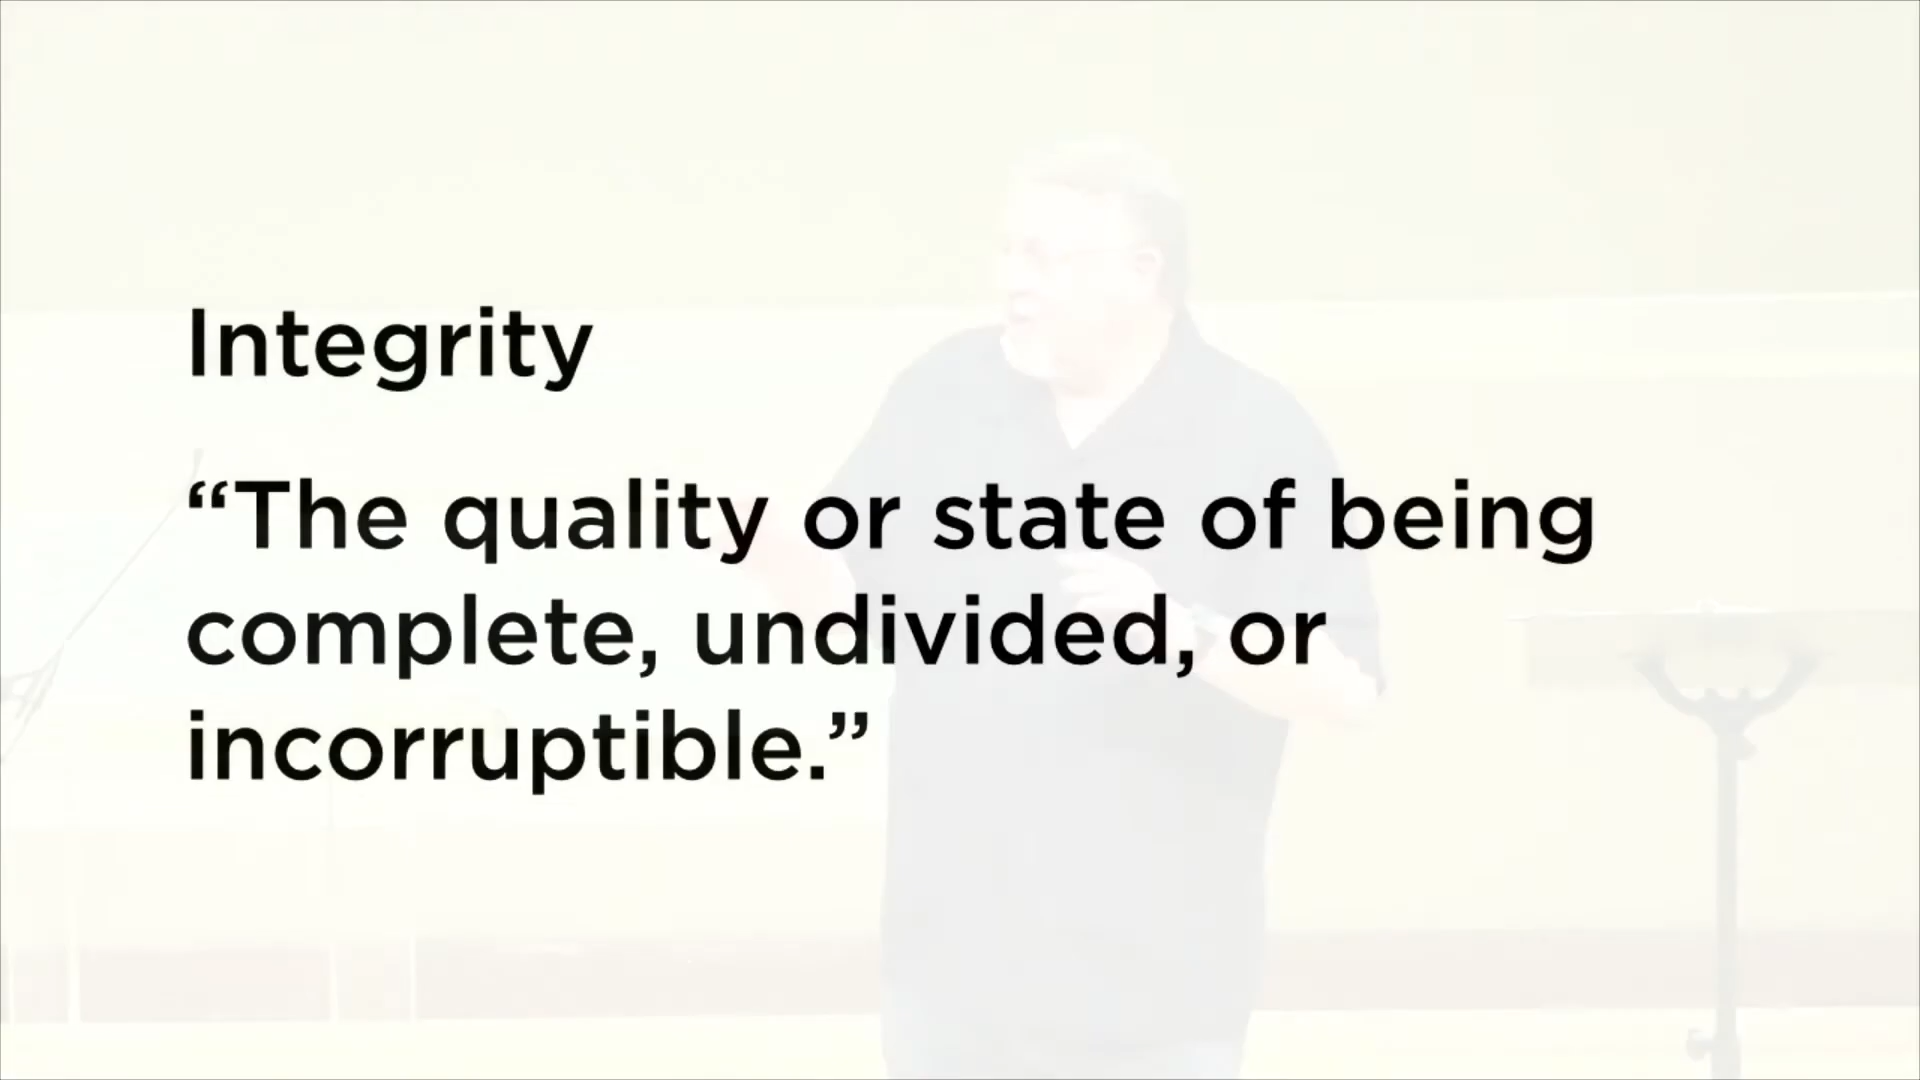 Integrity
“The quality or state of being
complete, undivided, or
incorruptible.”